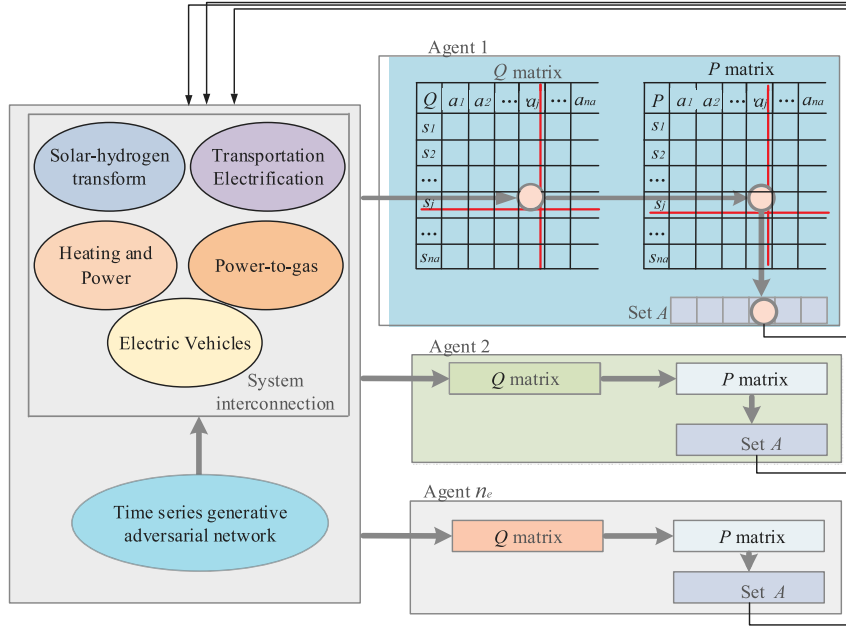 Agent 1
Q matrix
P matrix
Q a1 a2 ... aj ... ana
s1
s2
...
sj
...
sna
P a1 a2 ... aj ... ana
s1
s2
...
sj
...
sna
Set A
Solar-hydrogen
transform
Transportation
Electrification
Heating and
Power
Power-to-gas
Electric Vehicles
System
interconnection
Time series generative
adversarial network
Agent 2
Q matrix
P matrix
Set A
Agent ne
Q matrix
P matrix
Set A